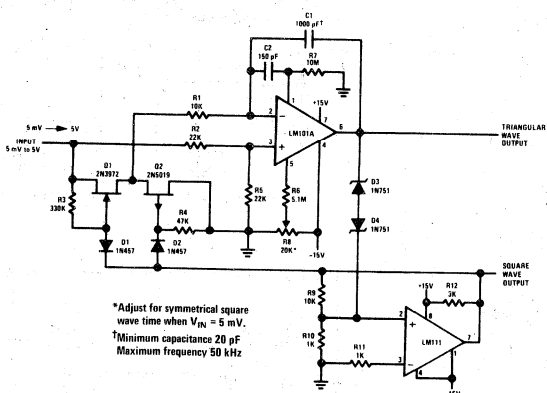 C1
1000 pF†
C2
150 pF
R7
10M
R1
10K
+15V
1
7
2
−
LM101A
6
TRIANGULAR
WAVE
OUTPUT
5 mV → 5V
INPUT
5 mV to 5V
R2
22K
3
+
5
4
Q2
2N5019
2N3972
D3
1N751
R3
330K
R4
47K
R5
22K
R6
5.1M
R8
20K*
−15V
D4
1N751
D1
1N457
D2
1N457
SQUARE
WAVE
OUTPUT
R9
10K
+15V
R12
3K
*Adjust for symmetrical square
wave time when VIN = 5 mV.
†Minimum capacitance 20 pF
Maximum frequency 50 kHz
R10
1K
R11
1K
2
+
8
LM111
7
3
−
4
1